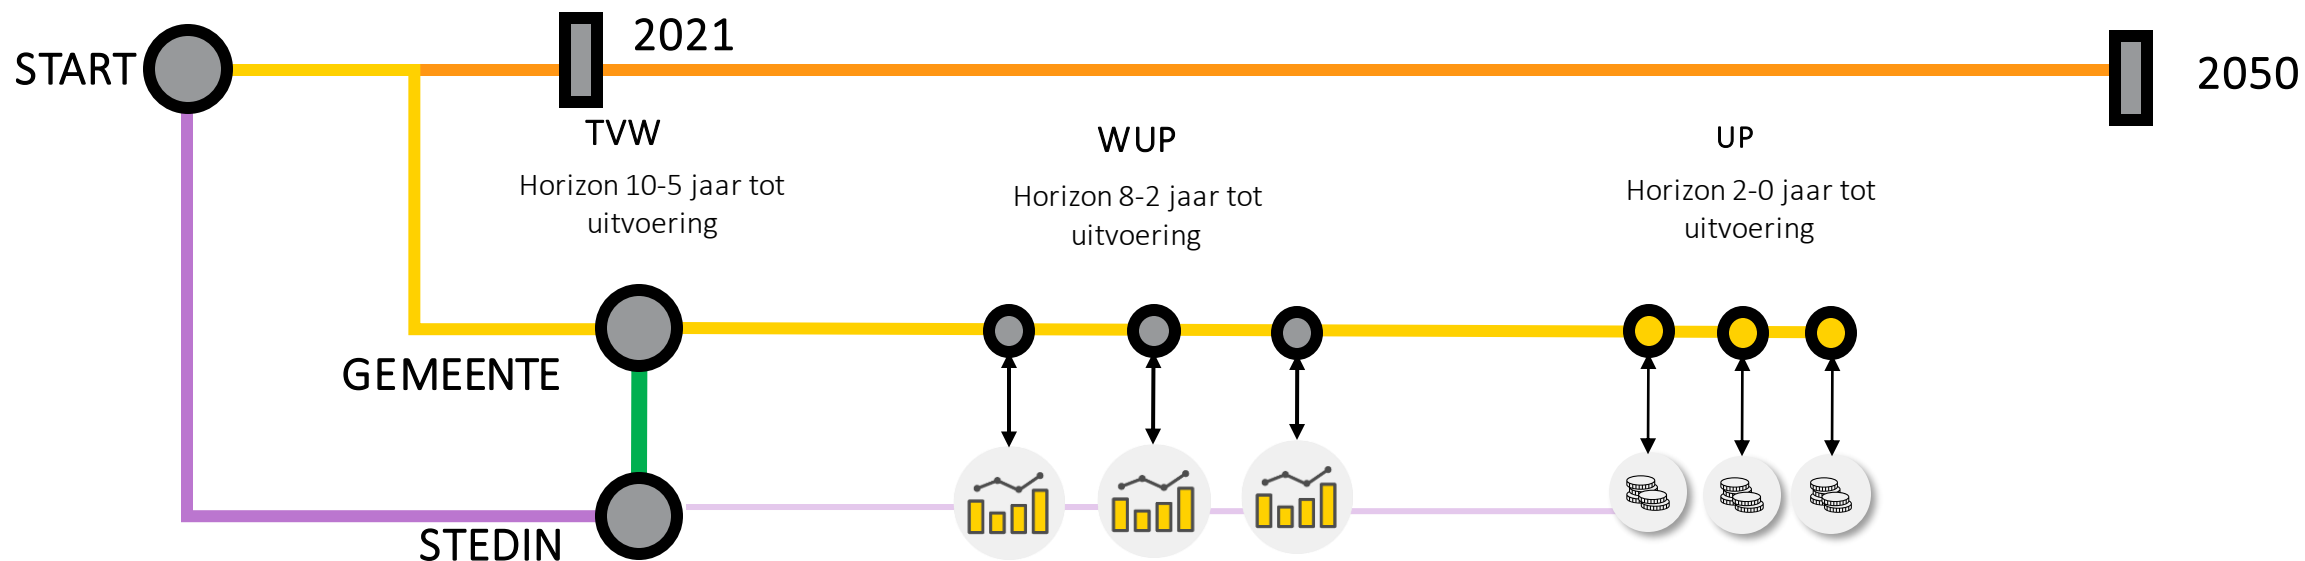 START
2021
2050
TVW
Horizon 10-5 jaar tot
uitvoering
WUP
Horizon 8-2 jaar tot
uitvoering
UP
Horizon 2-0 jaar tot
uitvoering
GEMEENTE
STEDIN